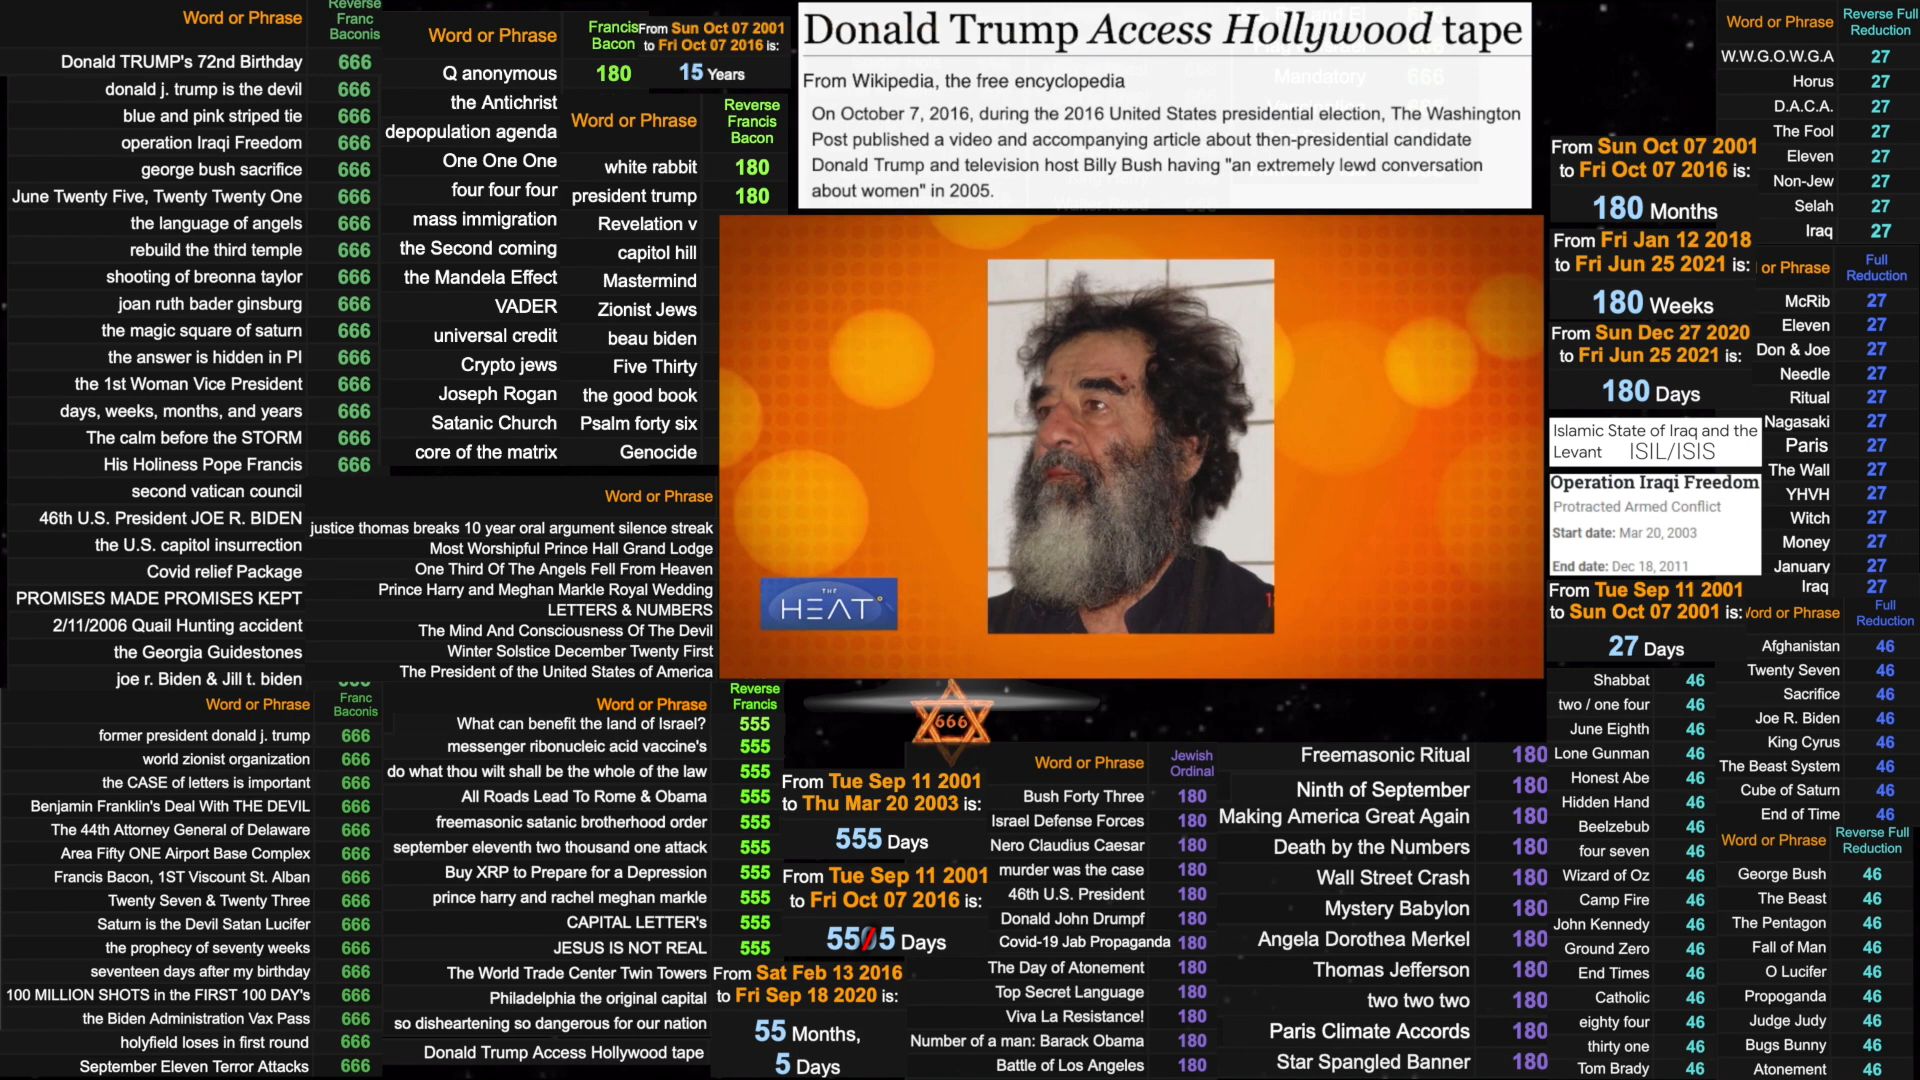 Word or Phrase
Reverse
Franc
Baconis
Donald TRUMP's 72nd Birthday 666
donald j. trump is the devil 666
blue and pink striped tie 666
operation Iraqi Freedom 666
george bush sacrifice 666
June Twenty Five, Twenty Twenty One 666
the language of angels 666
rebuild the third temple 666
shooting of breonna taylor 666
joan ruth bader ginsburg 666
the magic square of saturn 666
the answer is hidden in PI 666
the 1st Woman Vice President 666
days, weeks, months, and years 666
The calm before the STORM 666
His Holiness Pope Francis 666
second vatican council
46th U.S. President JOE R. BIDEN
the U.S. capitol insurrection
Covid relief Package
PROMISES MADE PROMISES KEPT
2/11/2006 Quail Hunting accident
the Georgia Guidestones
joe r. Biden & Jill t. biden
Word or Phrase
Franc
Baconis
former president donald j. trump 666
world zionist organization 666
the CASE of letters is important 666
Benjamin Franklin's Deal With THE DEVIL 666
The 44th Attorney General of Delaware 666
Area Fifty ONE Airport Base Complex 666
Francis Bacon, 1ST Viscount St. Alban 666
Twenty Seven & Twenty Three 666
Saturn is the Devil Satan Lucifer 666
the prophecy of seventy weeks 666
seventeen days after my birthday 666
100 MILLION SHOTS in the FIRST 100 DAY's 666
the Biden Administration Vax Pass 666
holyfield loses in first round 666
September Eleven Terror Attacks 666
Word or Phrase
Francis
Bacon
Q anonymous 180
the Antichrist
depopulation agenda
One One One
four four four
mass immigration
the Second coming
the Mandela Effect
VADER
universal credit
Crypto jews
Joseph Rogan
Satanic Church
core of the matrix
From Sun Oct 07 2001
to Fri Oct 07 2016 is:
15 Years
Word or Phrase
Reverse
Francis
Bacon
white rabbit 180
president trump 180
Revelation v
capitol hill
Mastermind
Zionist Jews
beau biden
Five Thirty
the good book
Psalm forty six
Genocide
Word or Phrase
justice thomas breaks 10 year oral argument silence streak
Most Worshipful Prince Hall Grand Lodge
One Third Of The Angels Fell From Heaven
Prince Harry and Meghan Markle Royal Wedding
LETTERS & NUMBERS
The Mind And Consciousness Of The Devil
Winter Solstice December Twenty First
The President of the United States of America
Word or Phrase
Reverse
Francis
What can benefit the land of Israel? 555
messenger ribonucleic acid vaccine's 555
do what thou wilt shall be the whole of the law 555
All Roads Lead To Rome & Obama 555
freemasonic satanic brotherhood order 555
september eleventh two thousand one attack 555
Buy XRP to Prepare for a Depression 555
prince harry and rachel meghan markle 555
CAPITAL LETTER's 555
JESUS IS NOT REAL 555
The World Trade Center Twin Towers
Philadelphia the original capital
so disheartening so dangerous for our nation
Donald Trump Access Hollywood tape
Donald Trump Access Hollywood tape
From Wikipedia, the free encyclopedia
On October 7, 2016, during the 2016 United States presidential election, The Washington
Post published a video and accompanying article about then-presidential candidate
Donald Trump and television host Billy Bush having "an extremely lewd conversation
about women" in 2005.
Mandatory 666
THE
HEAT
666
From Tue Sep 11 2001
to Thu Mar 20 2003 is:
555 Days
From Tue Sep 11 2001
to Fri Oct 07 2016 is:
5505 Days
From Sat Feb 13 2016
to Fri Sep 18 2020 is:
55 Months,
5 Days
Word or Phrase
Jewish
Ordinal
Bush Forty Three 180
Israel Defense Forces 180
Nero Claudius Caesar 180
murder was the case 180
46th U.S. President 180
Donald John Drumpf 180
Covid-19 Jab Propaganda 180
The Day of Atonement 180
Top Secret Language 180
Viva La Resistance! 180
Number of a man: Barack Obama 180
Battle of Los Angeles 180
Freemasonic Ritual 180
Ninth of September 180
Making America Great Again 180
Death by the Numbers 180
Wall Street Crash 180
Mystery Babylon 180
Angela Dorothea Merkel 180
Thomas Jefferson 180
two two two 180
Paris Climate Accords 180
Star Spangled Banner 180
From Sun Oct 07 2001
to Fri Oct 07 2016 is:
180 Months
From Fri Jan 12 2018
to Fri Jun 25 2021 is:
180 Weeks
From Sun Dec 27 2020
to Fri Jun 25 2021 is:
180 Days
Islamic State of Iraq and the
Levant ISIL/ISIS
Operation Iraqi Freedom
Protracted Armed Conflict
Start date: Mar 20, 2003
End date: Dec 18, 2011
From Tue Sep 11 2001
to Sun Oct 07 2001 is:
27 Days
Shabbat 46
two / one four 46
June Eighth 46
Lone Gunman 46
Honest Abe 46
Hidden Hand 46
Beelzebub 46
four seven 46
Wizard of Oz 46
Camp Fire 46
John Kennedy 46
Ground Zero 46
End Times 46
Catholic 46
eighty four 46
thirty one 46
Tom Brady 46
Word or Phrase
Reverse Full
Reduction
W.W.G.O.W.G.A 27
Horus 27
D.A.C.A. 27
The Fool 27
Eleven 27
Non-Jew 27
Selah 27
Iraq 27
or Phrase
Full
Reduction
McRib 27
Eleven 27
Don & Joe 27
Needle 27
Ritual 27
Nagasaki 27
Paris 27
The Wall 27
YHVH 27
Witch 27
Money 27
January 27
Iraq 27
Word or Phrase
Full
Reduction
Afghanistan 46
Twenty Seven 46
Sacrifice 46
Joe R. Biden 46
King Cyrus 46
The Beast System 46
Cube of Saturn 46
End of Time 46
Word or Phrase
Reverse Full
Reduction
George Bush 46
The Beast 46
The Pentagon 46
Fall of Man 46
O Lucifer 46
Propoganda 46
Judge Judy 46
Bugs Bunny 46
Atonement 46